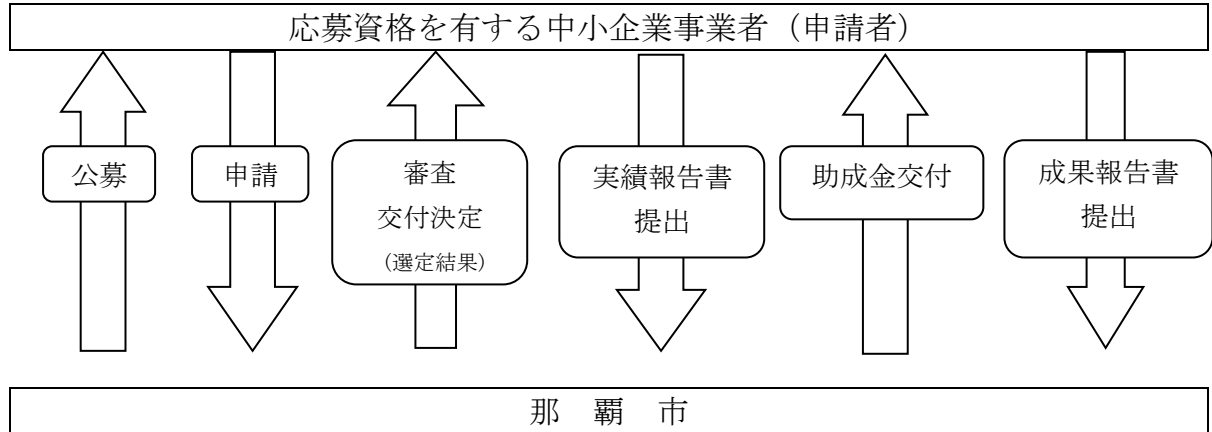 応募資格を有する中小企業事業者（申請者）
公募
申請
審査
交付決定
（選定結果）
実績報告書
提出
助成金交付
成果報告書
提出
那　覇　市